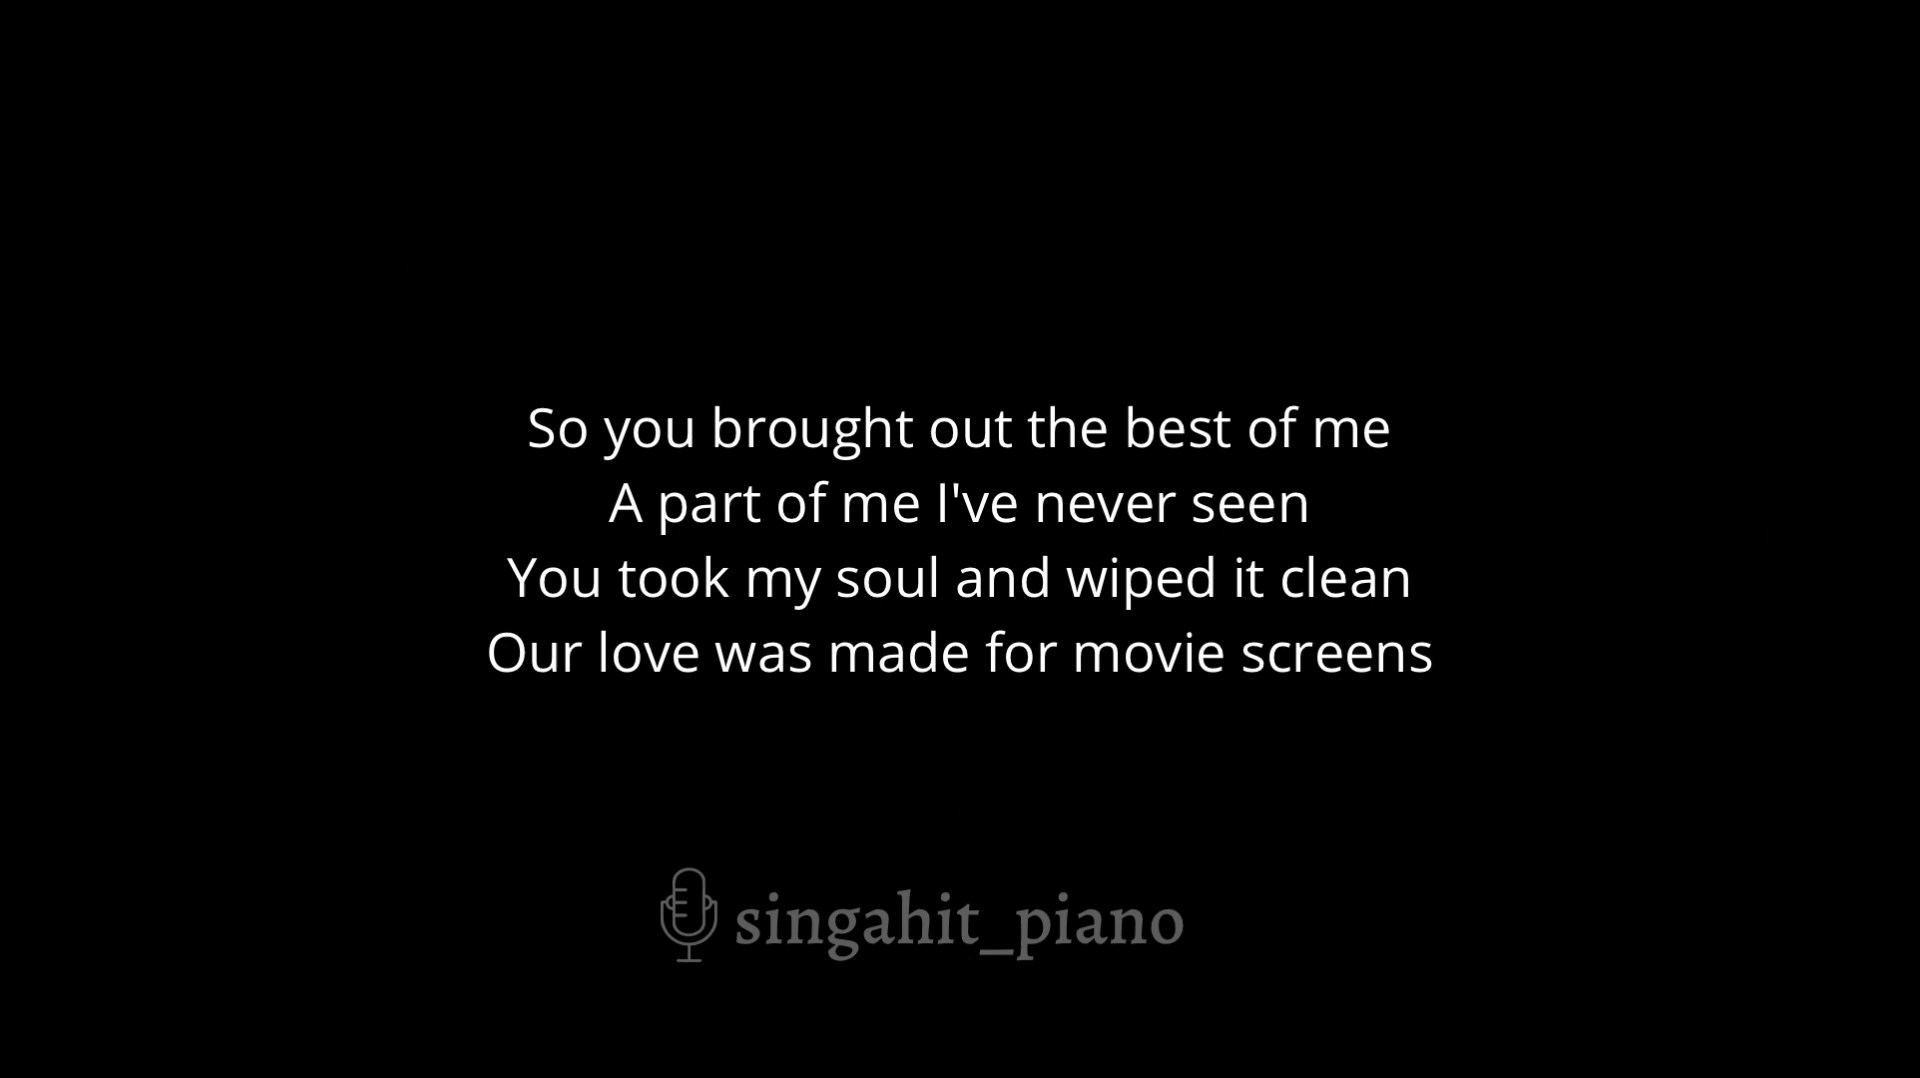 So you brought out the best of me
A part of me I've never seen
You took my soul and wiped it clean
Our love was made for movie screens
singahit_piano